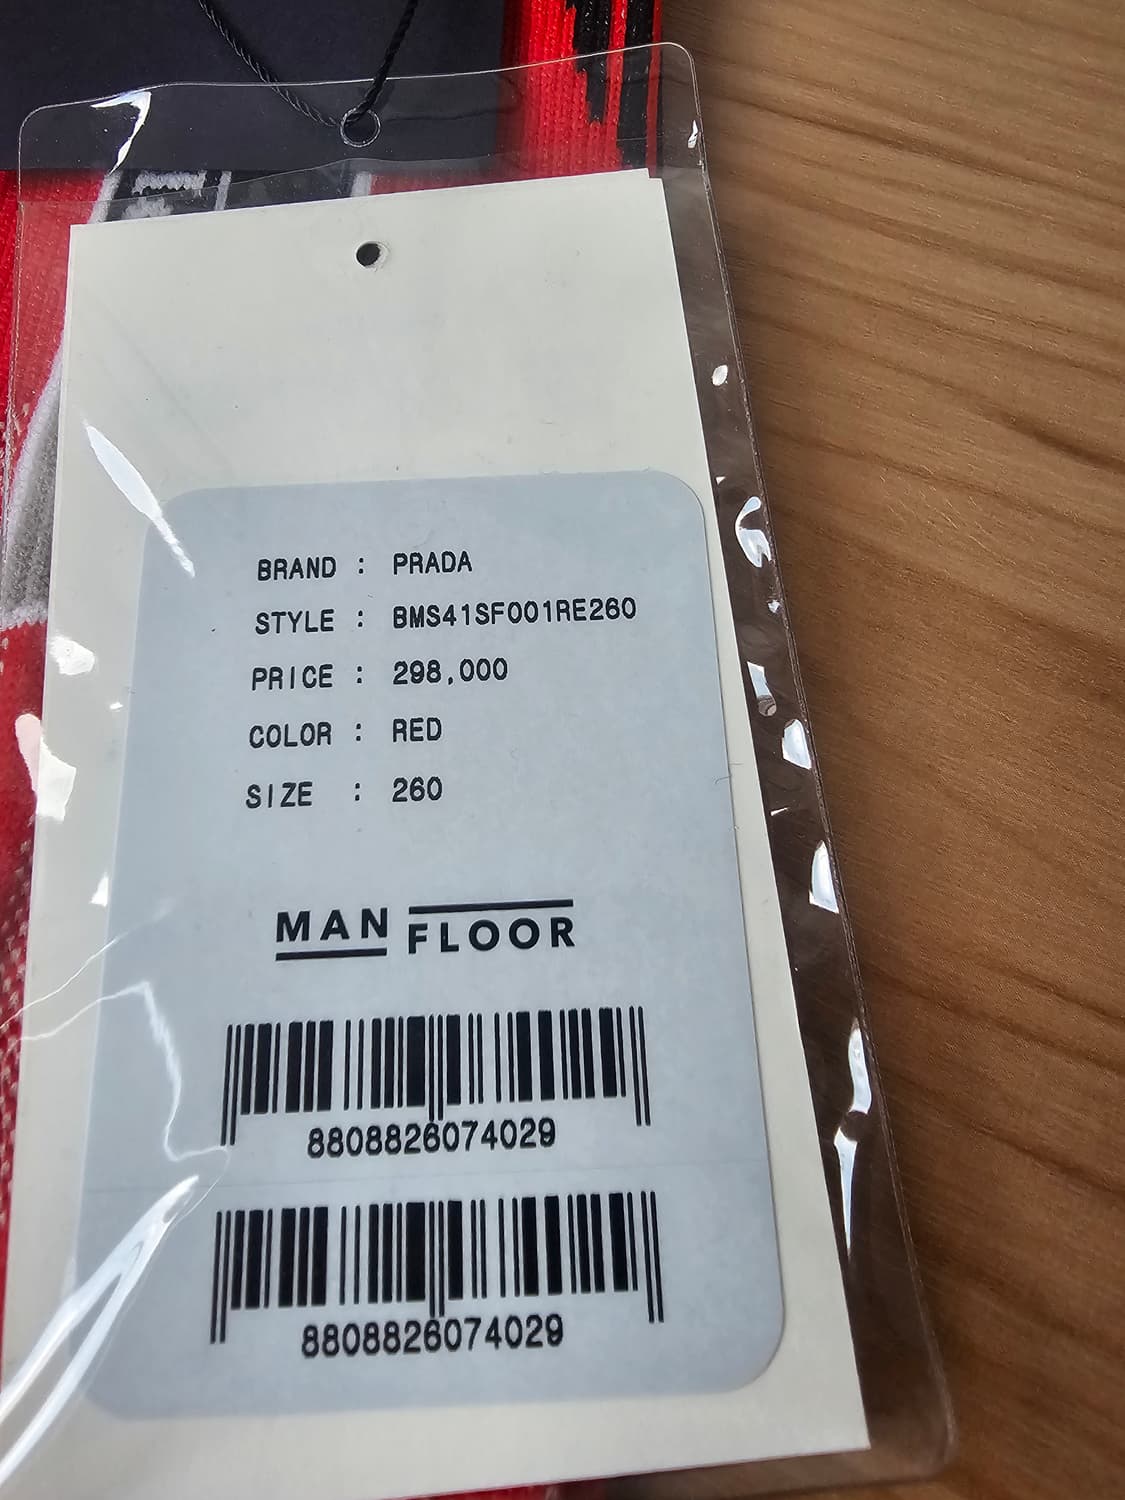 BRAND : PRADA
STYLE : BMS41SF001RE260
PRICE : 298,000
COLOR : RED
SIZE : 260
MAN FLOOR
8808826074029
8808826074029